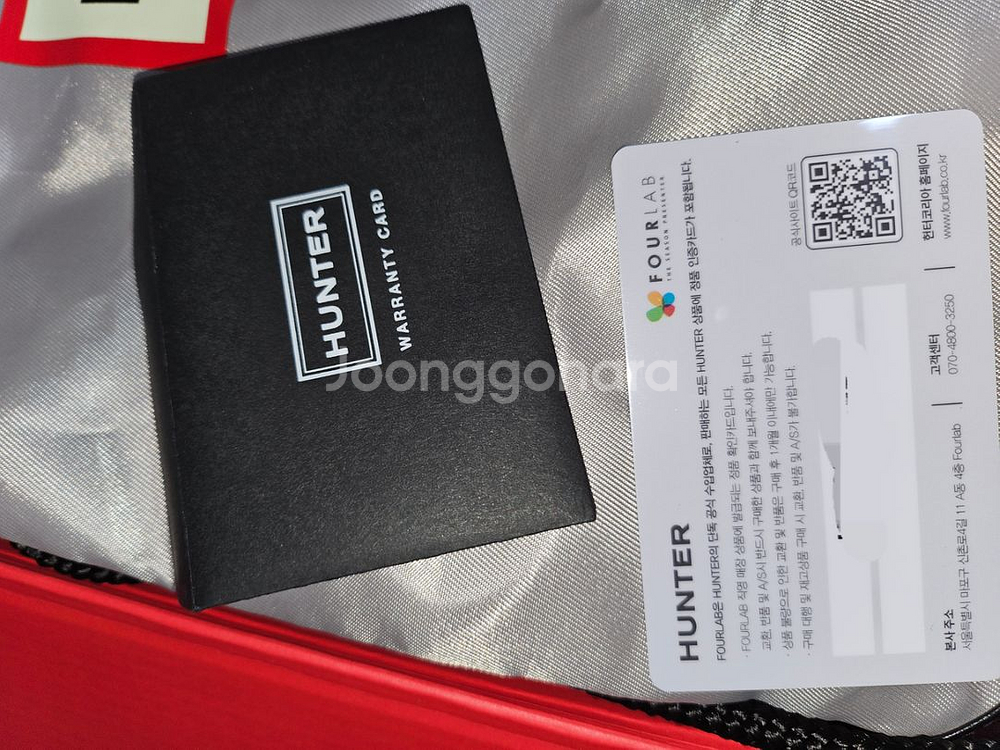 HUNTER
WARRANTY CARD
Joonggonara
HUNTER
FOURLAB
THE SEASON PRESENTER
FOURLAB은 HUNTER의 단독 공식 수입업체로, 판매하는 모든 HUNTER 상품에 정품 인증카드가 포함됩니다.
· FOURLAB 직영 매장 상품에 발급되는 정품 확인카드입니다.
교환, 반품 및 A/S시 반드시 구매한 상품과 함께 보내주셔야 합니다.
· 상품 불량으로 인한 교환 및 반품은 구매 후 1개월 이내에만 가능합니다.
· 구매 대행 및 재고상품 구매 시 교환, 반품 및 A/S가 불가합니다.
공식사이트 QR코드
본사 주소
서울특별시 마포구 신촌로4길 11 A동 4층 Fourlab
고객센터
070-4800-3250
헌터코리아 홈페이지
www.fourlab.co.kr